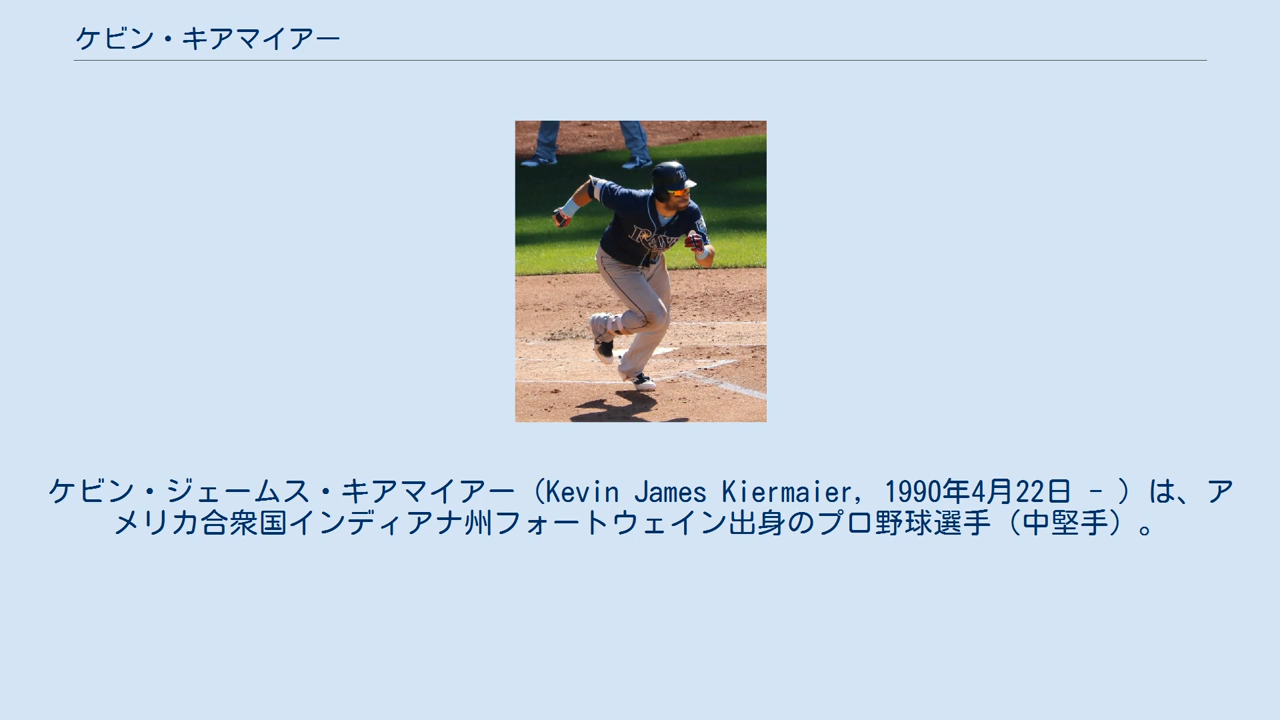 ケビン・キアマイアー
RAYS
ケビン・ジェームス・キアマイアー（Kevin James Kiermaier, 1990年4月22日 - ）は、ア
メリカ合衆国インディアナ州フォートウェイン出身のプロ野球選手（中堅手）。